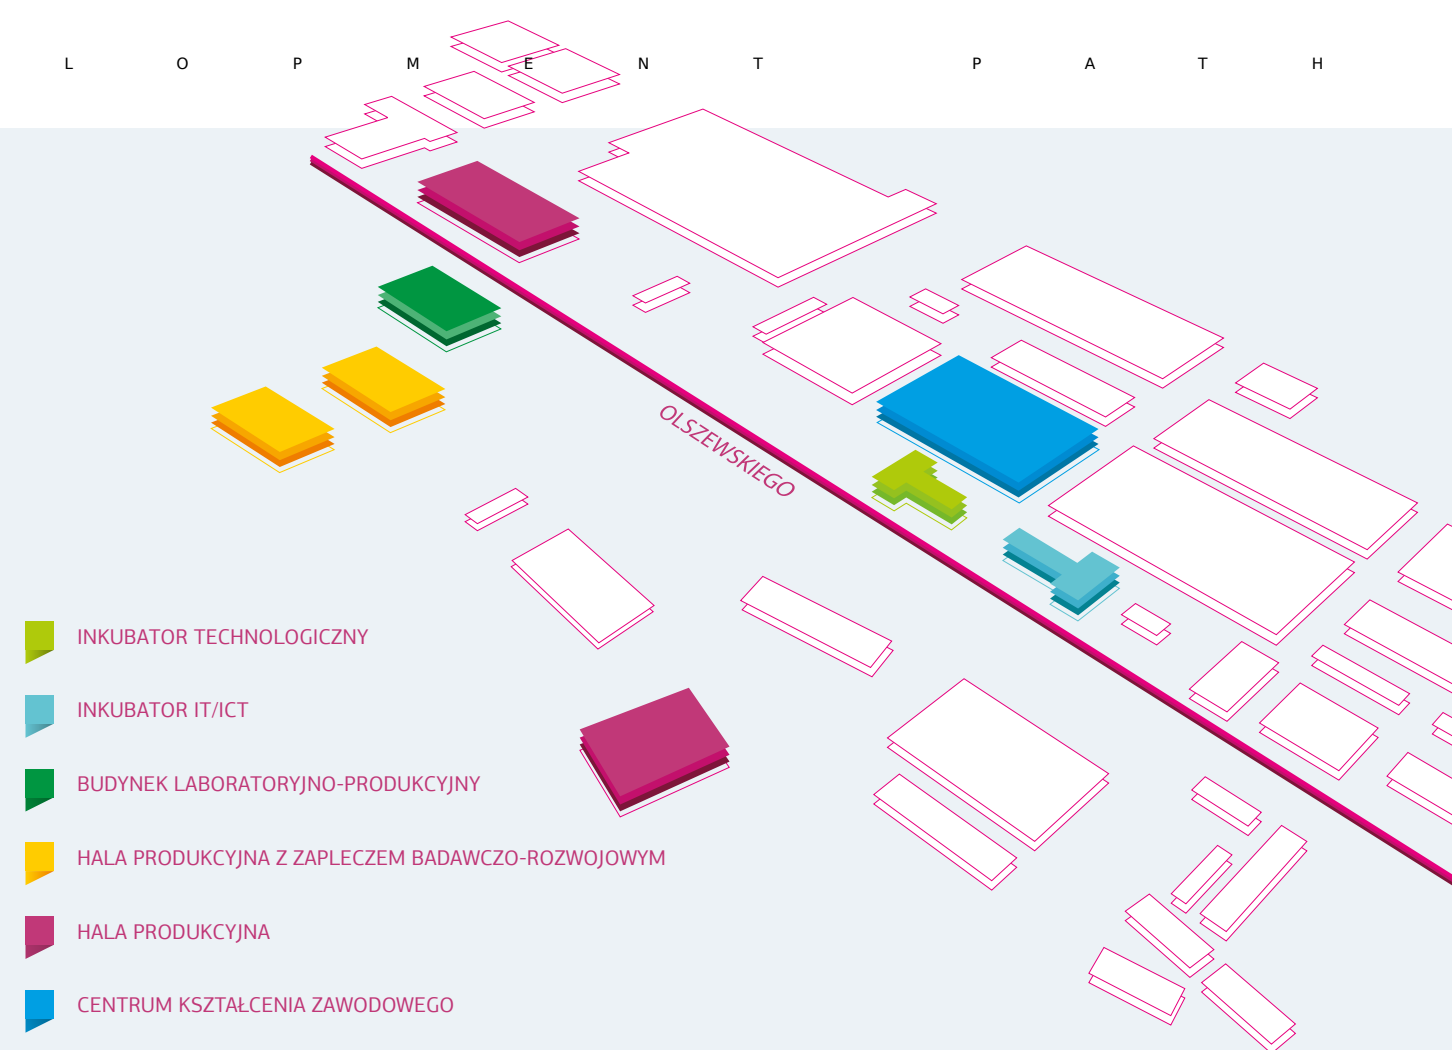 L O P M E N T P A T H
OLSZEWSKIEGO
INKUBATOR TECHNOLOGICZNY
INKUBATOR IT/ICT
BUDYNEK LABORATORYJNO-PRODUKCYJNY
HALA PRODUKCYJNA Z ZAPLECZEM BADAWCZO-ROZWOJOWYM
HALA PRODUKCYJNA
CENTRUM KSZTAŁCENIA ZAWODOWEGO